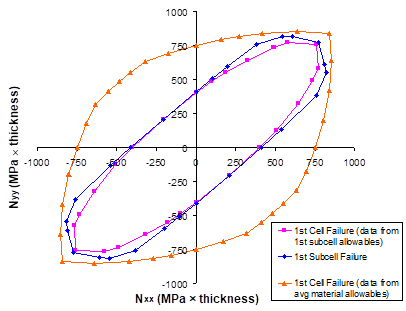 1000
750
500
250
0
-1000 -750 -500 -250 0 250 500 750 1000
-250
-500
-750
-1000
Nyy (MPa × thickness)
Nxx (MPa × thickness)
1st Cell Failure (data from
1st subcell allowables)
1st Subcell Failure
1st Cell Failure (data from
avg material allowables)